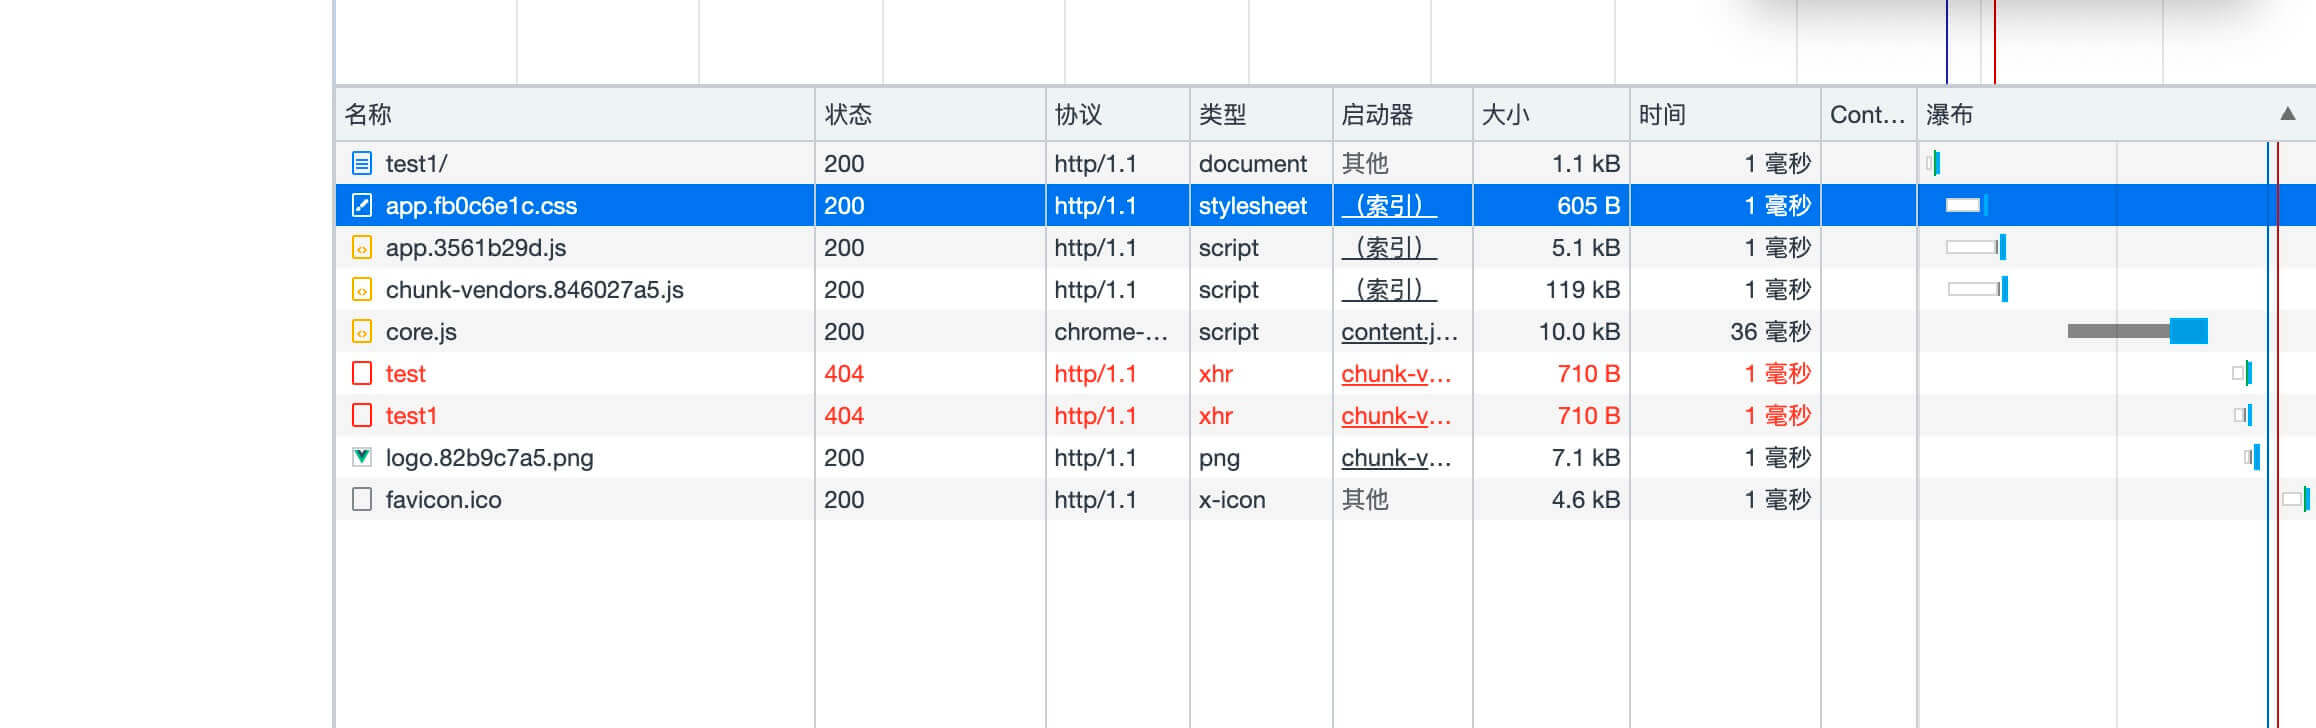 名称 状态 协议 类型 启动器 大小 时间 Cont... 瀑布 ▲
test1/ 200 http/1.1 document 其他 1.1 kB 1 毫秒
app.fb0c6e1c.css 200 http/1.1 stylesheet （索引） 605 B 1 毫秒
app.3561b29d.js 200 http/1.1 script （索引） 5.1 kB 1 毫秒
chunk-vendors.846027a5.js 200 http/1.1 script （索引） 119 kB 1 毫秒
core.js 200 chrome-... script content.j... 10.0 kB 36 毫秒
test 404 http/1.1 xhr chunk-v... 710 B 1 毫秒
test1 404 http/1.1 xhr chunk-v... 710 B 1 毫秒
logo.82b9c7a5.png 200 http/1.1 png chunk-v... 7.1 kB 1 毫秒
favicon.ico 200 http/1.1 x-icon 其他 4.6 kB 1 毫秒